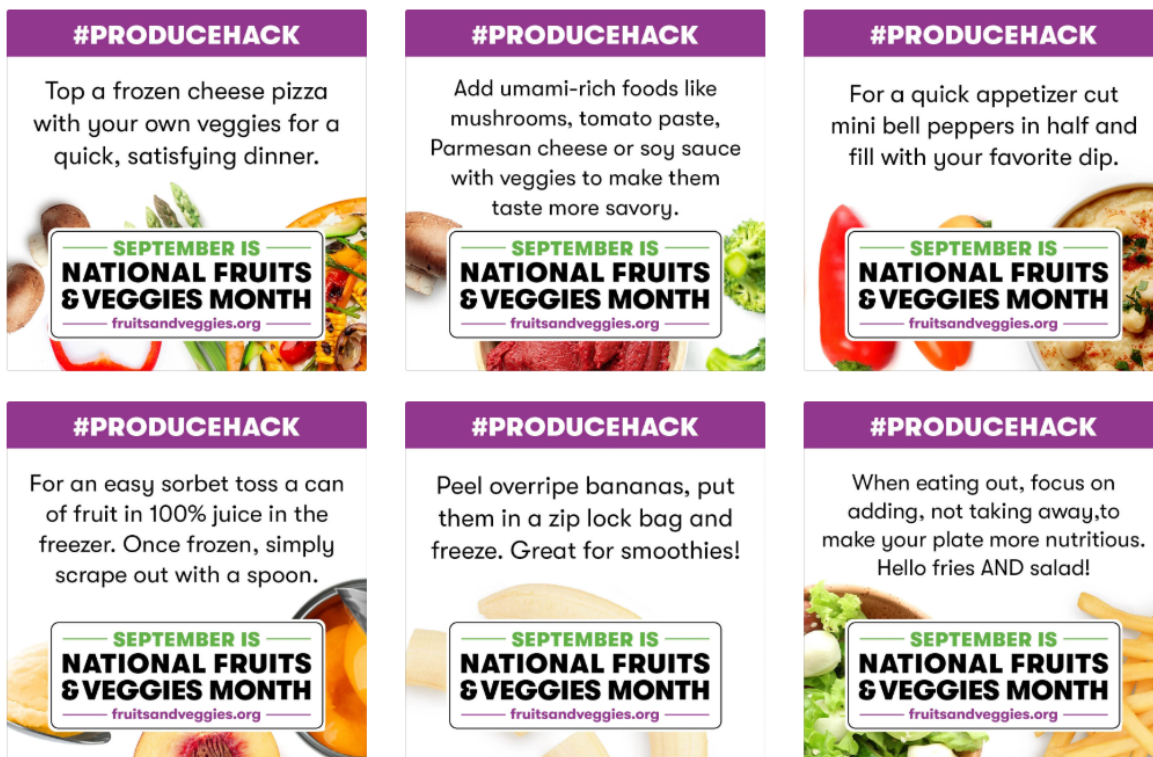 #PRODUCEHACK
Top a frozen cheese pizza
with your own veggies for a
quick, satisfying dinner.
SEPTEMBER IS
NATIONAL FRUITS
& VEGGIES MONTH
fruitsandveggies.org
#PRODUCEHACK
Add umami-rich foods like
mushrooms, tomato paste,
Parmesan cheese or soy sauce
with veggies to make them
taste more savory.
SEPTEMBER IS
NATIONAL FRUITS
& VEGGIES MONTH
fruitsandveggies.org
#PRODUCEHACK
For a quick appetizer cut
mini bell peppers in half and
fill with your favorite dip.
SEPTEMBER IS
NATIONAL FRUITS
& VEGGIES MONTH
fruitsandveggies.org
#PRODUCEHACK
For an easy sorbet toss a can
of fruit in 100% juice in the
freezer. Once frozen, simply
scrape out with a spoon.
SEPTEMBER IS
NATIONAL FRUITS
& VEGGIES MONTH
fruitsandveggies.org
#PRODUCEHACK
Peel overripe bananas, put
them in a zip lock bag and
freeze. Great for smoothies!
SEPTEMBER IS
NATIONAL FRUITS
& VEGGIES MONTH
fruitsandveggies.org
#PRODUCEHACK
When eating out, focus on
adding, not taking away,to
make your plate more nutritious.
Hello fries AND salad!
SEPTEMBER IS
NATIONAL FRUITS
& VEGGIES MONTH
fruitsandveggies.org